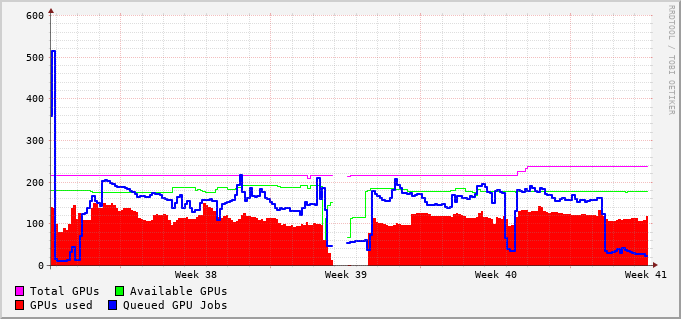 600
500
400
300
200
100
0
Week 38 Week 39 Week 40 Week 41
Total GPUs Available GPUs
GPUs used Queued GPU Jobs
RRDTOOL / TOBI OETIKER